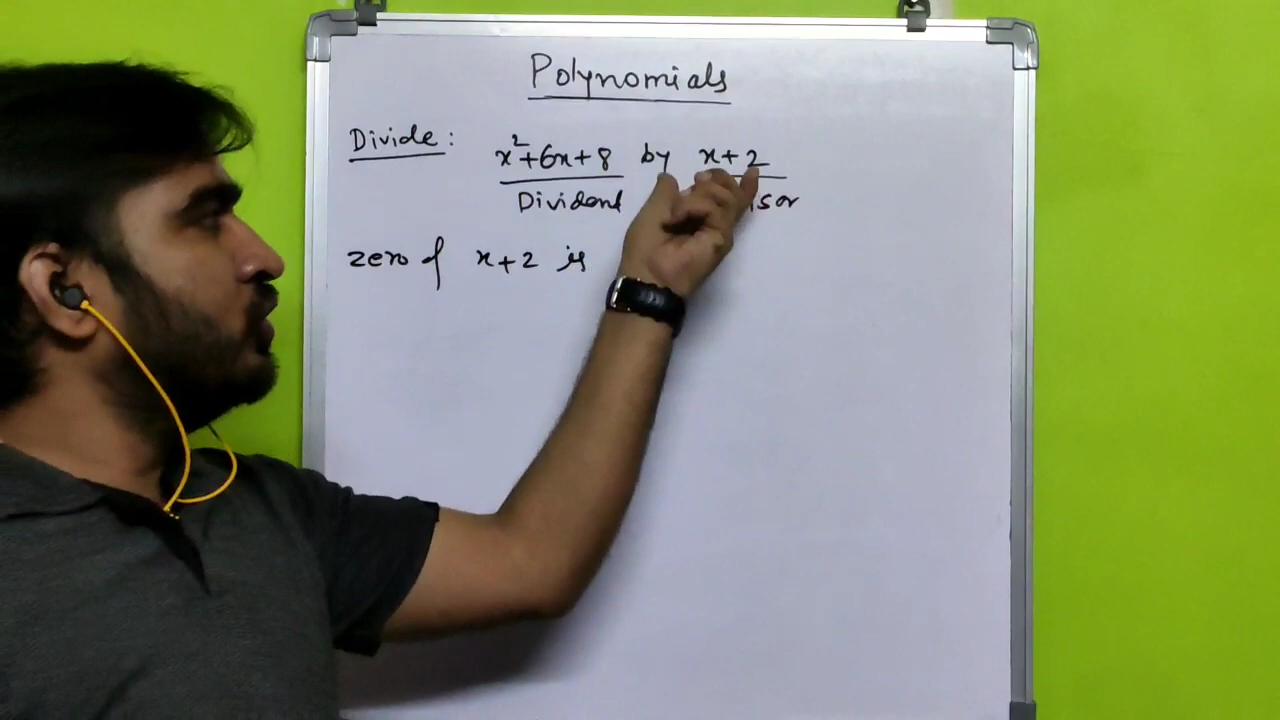 Polynomials
Divide: x²+6x+8 by x+2
Dividend
zero of x+2 is